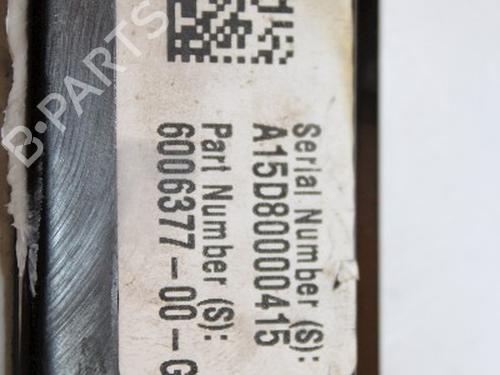 Serial Number (S):
A15D80000415
Part Number (S):
6006377-00-G
B-PARTS